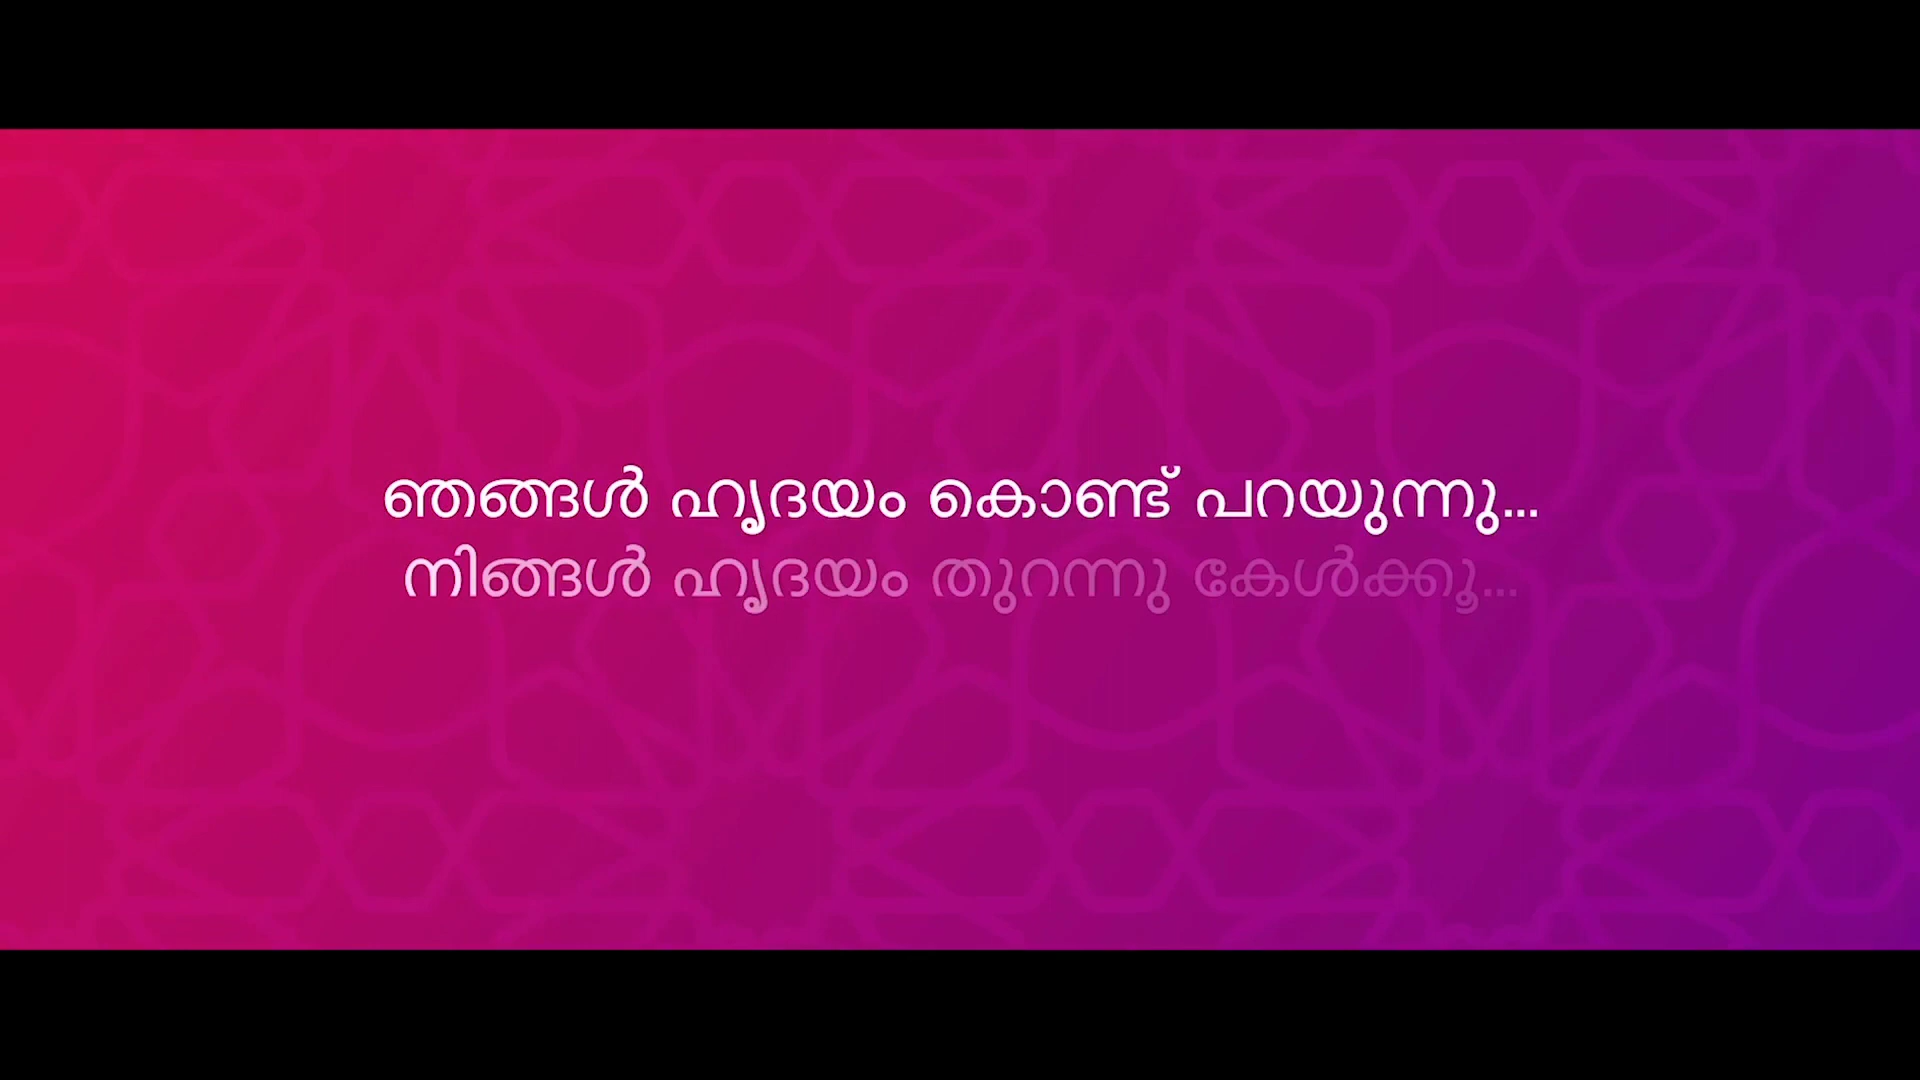 ഞങ്ങൾ ഹൃദയം കൊണ്ട് പറയുന്നു...
നിങ്ങൾ ഹൃദയം തുറന്നു കേൾക്കൂ...